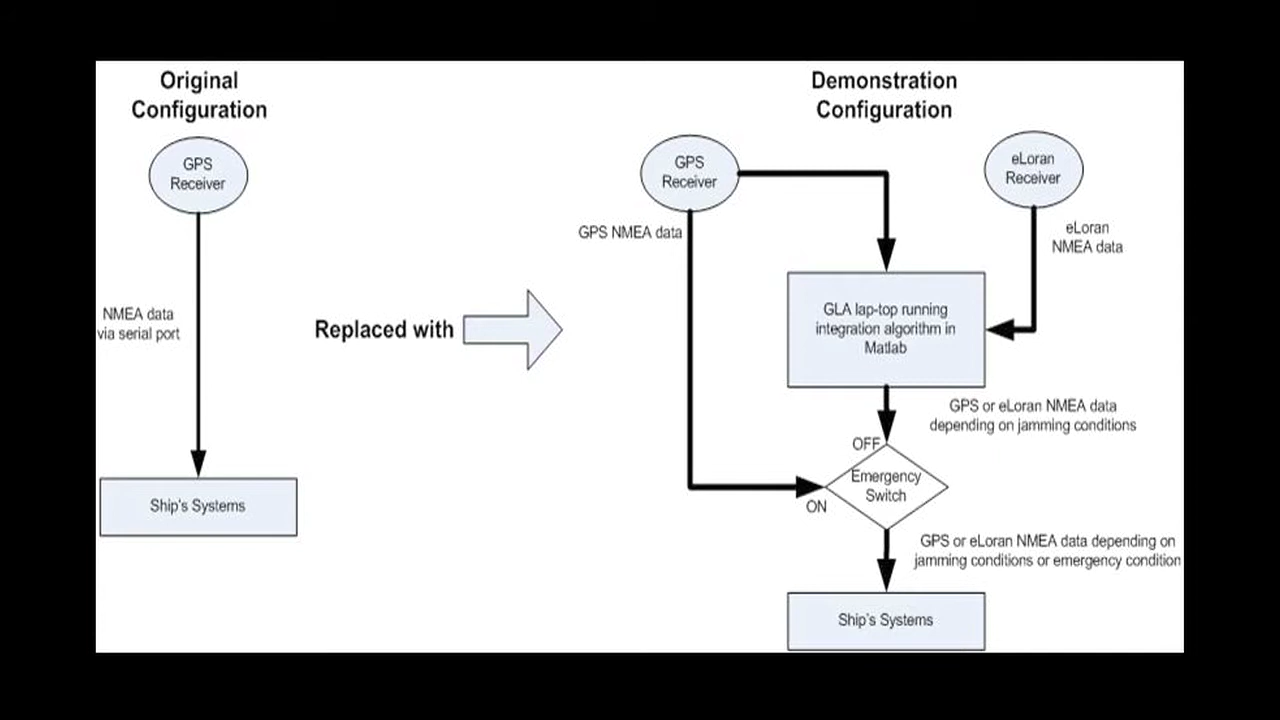 Original
Configuration
GPS
Receiver
NMEA data
via serial port
Ship's Systems
Replaced with
Demonstration
Configuration
GPS
Receiver
eLoran
Receiver
GPS NMEA data
eLoran
NMEA data
GLA lap-top running
integration algorithm in
Matlab
GPS or eLoran NMEA data
depending on jamming conditions
OFF
Emergency
Switch
ON
GPS or eLoran NMEA data depending on
jamming conditions or emergency condition
Ship's Systems